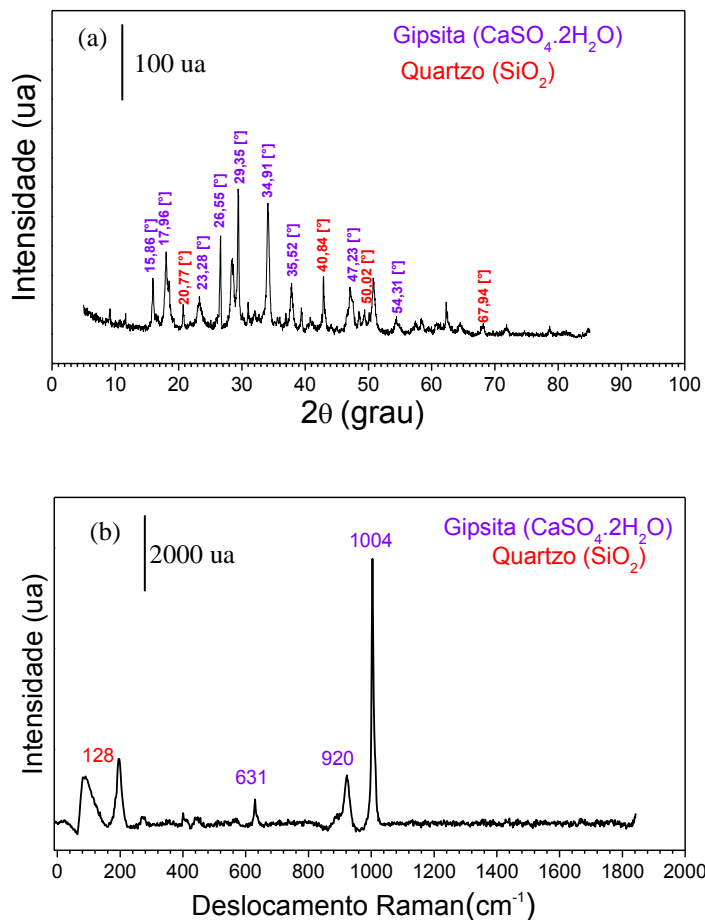 (a)
100 ua
Gipsita (CaSO₄.2H₂O)
Quartzo (SiO₂)
Intensidade (ua)
15,86 [°]
17,96 [°]
20,77 [°]
23,28 [°]
26,55 [°]
29,35 [°]
34,91 [°]
35,52 [°]
40,84 [°]
47,23 [°]
50,02 [°]
54,31 [°]
67,94 [°]
0 10 20 30 40 50 60 70 80 90 100
2θ (grau)
(b)
2000 ua
Gipsita (CaSO₄.2H₂O)
Quartzo (SiO₂)
1004
Intensidade (ua)
128
631
920
0 200 400 600 800 1000 1200 1400 1600 1800 2000
Deslocamento Raman(cm⁻¹)